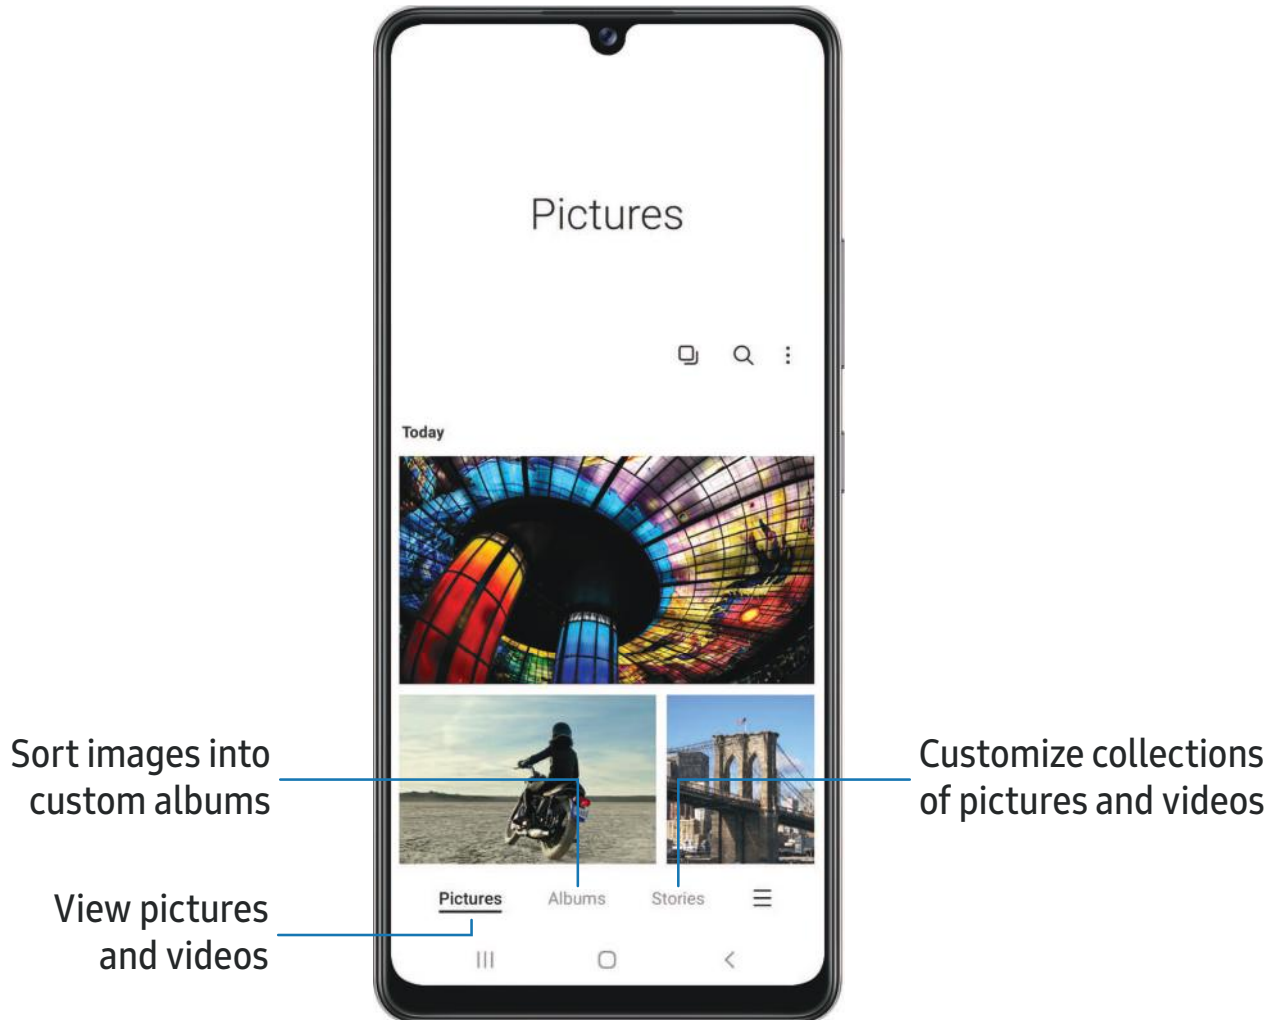 Pictures
Today
Sort images into
custom albums
Customize collections
of pictures and videos
View pictures
and videos
Pictures Albums Stories